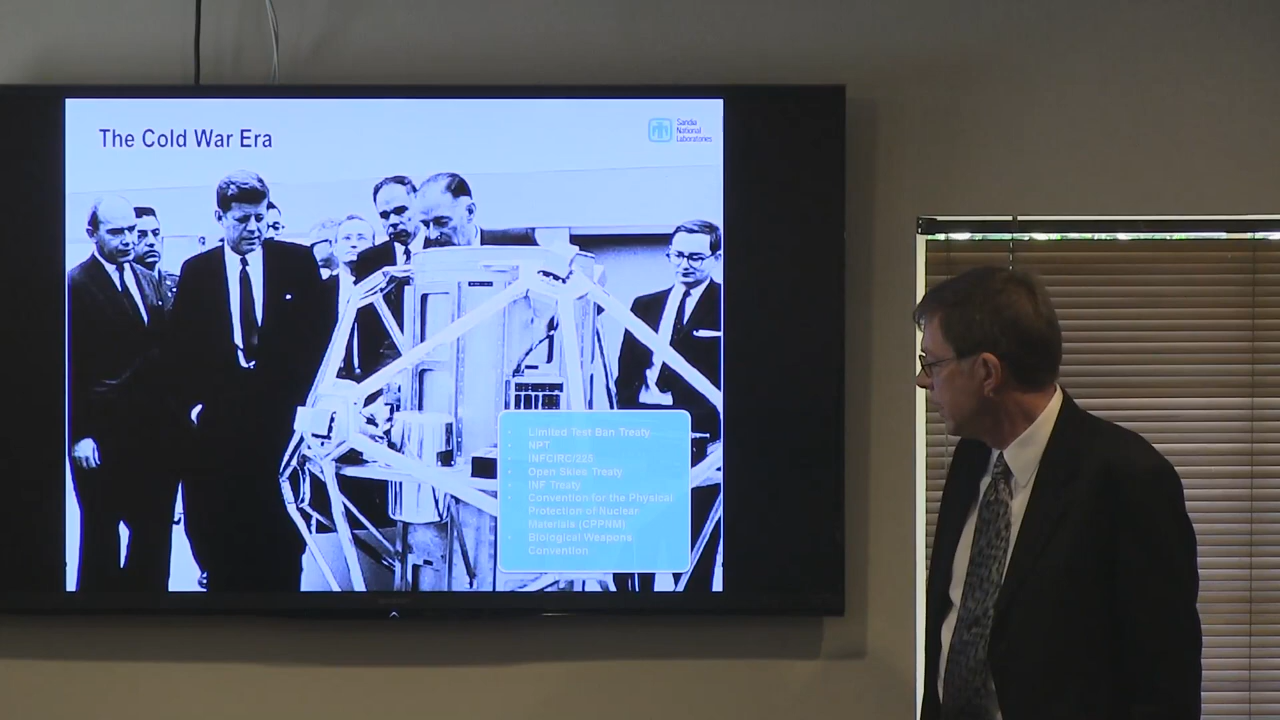 The Cold War Era
Sandia
National
Laboratories
• Limited Test Ban Treaty
• NPT
• INFCIRC/225
• Open Skies Treaty
• INF Treaty
• Convention for the Physical
Protection of Nuclear
Materials (CPPNM)
• Biological Weapons
Convention